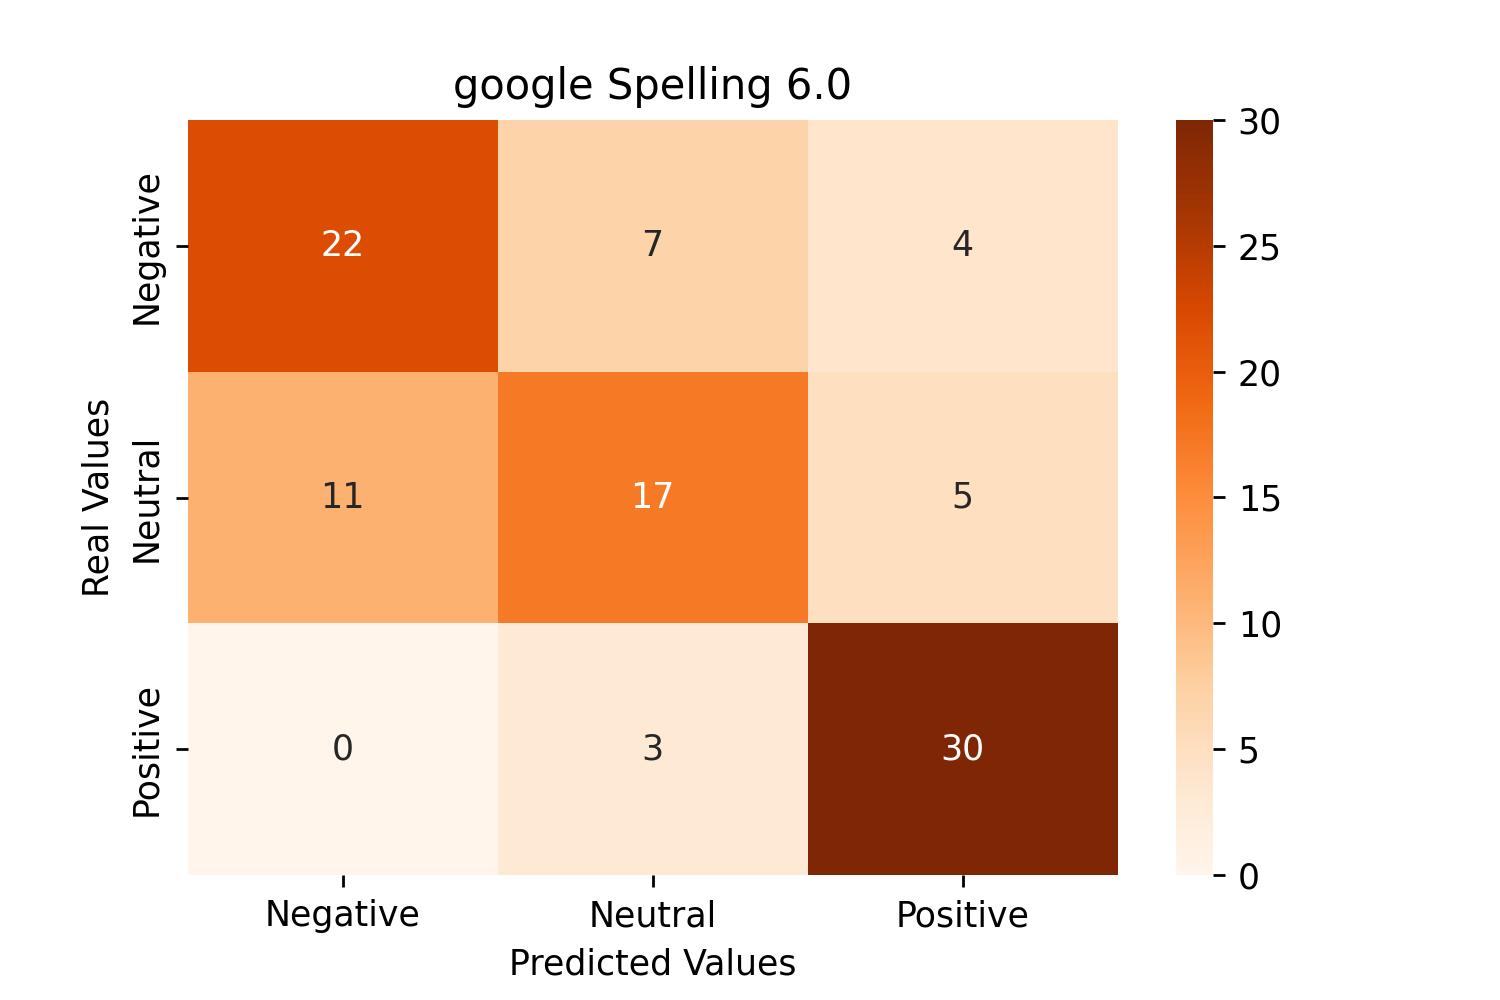 google Spelling 6.0
Real Values
Negative
22 7 4
Neutral
11 17 5
Positive
0 3 30
Negative Neutral Positive
Predicted Values
30
25
20
15
10
5
0